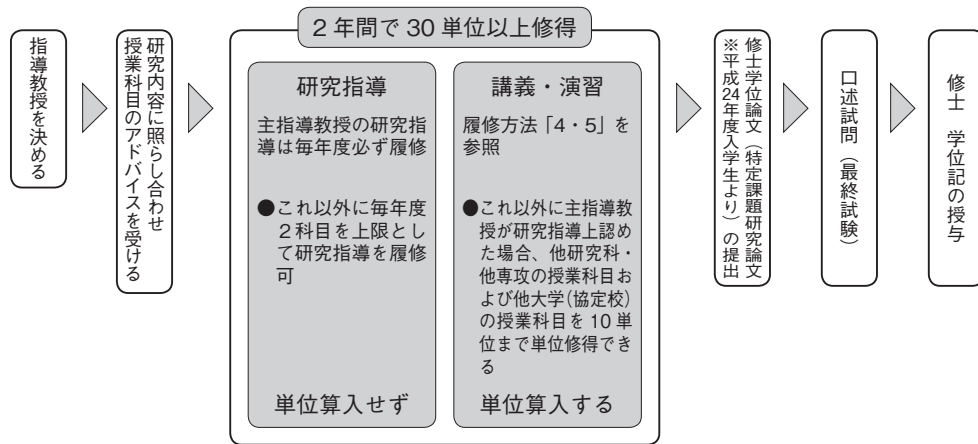 指導教授を決める
研究内容に照らし合わせ
授業科目のアドバイスを受ける
2年間で30単位以上修得
研究指導
主指導教授の研究指
導は毎年度必ず履修
●これ以外に毎年度
2科目を上限とし
て研究指導を履修
可
単位算入せず
講義・演習
履修方法「4・5」を
参照
●これ以外に主指導教
授が研究指導上認め
た場合、他研究科・
他専攻の授業科目お
よび他大学(協定校)
の授業科目を10単
位まで単位修得でき
る
単位算入する
修士学位論文(特定課題研究論文
※平成24年度入学生より)の提出
口述試問(最終試験)
修士 学位記の授与